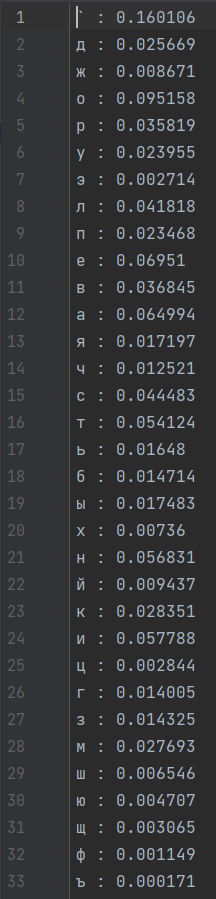 1 ` : 0.160106
2 д : 0.025669
3 ж : 0.008671
4 о : 0.095158
5 р : 0.035819
6 у : 0.023955
7 э : 0.002714
8 л : 0.041818
9 п : 0.023468
10 е : 0.06951
11 в : 0.036845
12 а : 0.064994
13 я : 0.017197
14 ч : 0.012521
15 с : 0.044483
16 т : 0.054124
17 ь : 0.01648
18 б : 0.014714
19 ы : 0.017483
20 х : 0.00736
21 н : 0.056831
22 й : 0.009437
23 к : 0.028351
24 и : 0.057788
25 ц : 0.002844
26 г : 0.014005
27 з : 0.014325
28 м : 0.027693
29 ш : 0.006546
30 ю : 0.004707
31 щ : 0.003065
32 ф : 0.001149
33 ъ : 0.000171